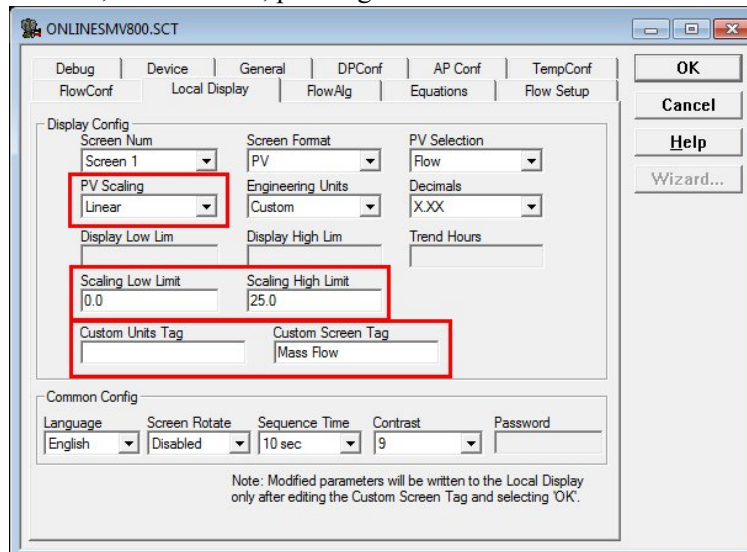 ONLINESMV800.SCT
Debug Device General DPConf AP Conf TempConf
FlowConf Local Display FlowAlg Equations Flow Setup
OK
Cancel
Help
Wizard...
Display Config
Screen Num Screen Format PV Selection
Screen 1 PV Flow
PV Scaling Engineering Units Decimals
Linear Custom X.XX
Display Low Lim Display High Lim Trend Hours
Scaling Low Limit Scaling High Limit
0.0 25.0
Custom Units Tag Custom Screen Tag
Mass Flow
Common Config
Language Screen Rotate Sequence Time Contrast Password
English Disabled 10 sec 9
Note: Modified parameters will be written to the Local Display
only after editing the Custom Screen Tag and selecting 'OK'.